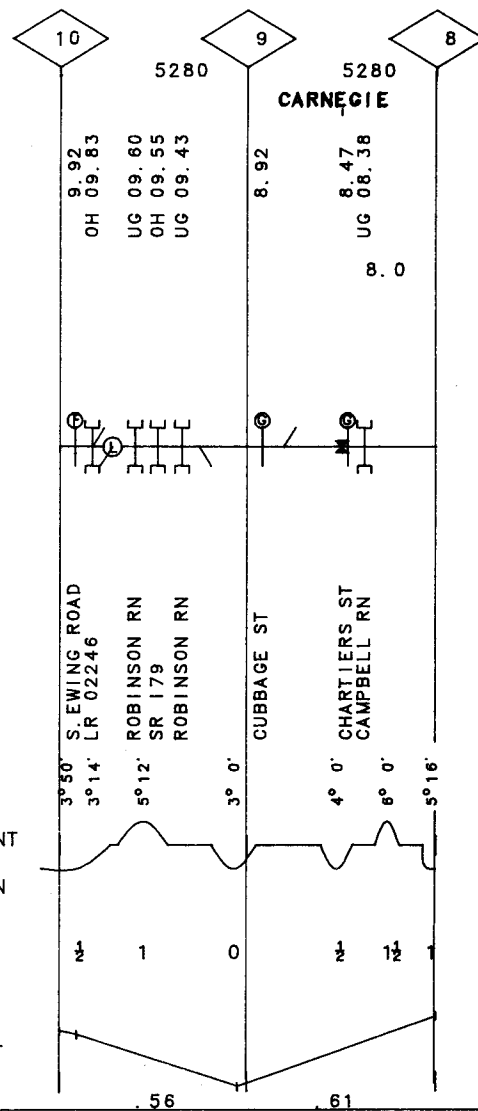 10 9 8
5280 5280
CARNEGIE
9.92
OH 09.83
UG 09.60
OH 09.55
UG 09.43
8.92
8.47
UG 08.38
8.0
F L G G
S. EWING ROAD
LR 02246
ROBINSON RN
SR 179
ROBINSON RN
CUBBAGE ST
CHARTIERS ST
CAMPBELL RN
3°50'
3°14'
5°12'
3° 0'
4° 0'
6° 0'
5°16'
NT
N
½ 1 0 ½ 1½ 1
.56 .61